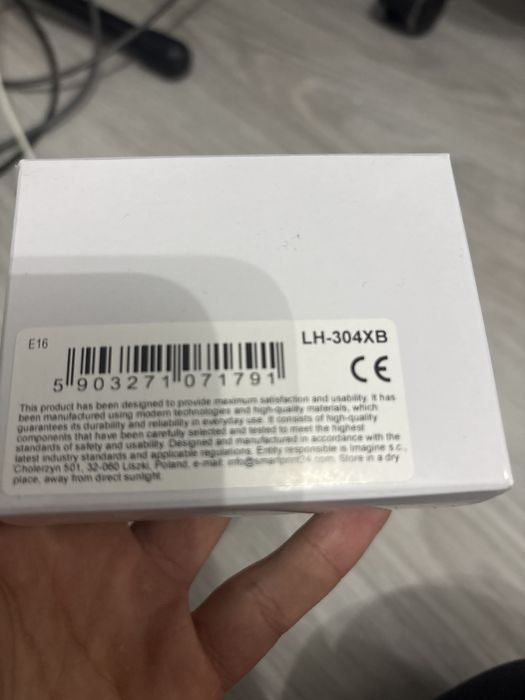 E16
LH-304XB
CE
5 903271 071791
This product has been designed to provide maximum satisfaction and usability. It has
been manufactured using modern technologies and high-quality materials, which
guarantees its durability and reliability in everyday use. It consists of high-quality
components that have been carefully selected and tested to meet the highest
standards of safety and usability. Designed and manufactured in accordance with the
latest industry standards and applicable regulations. Entity responsible is Imagine s.c.,
Cholerzyn 501, 32-060 Liszki, Poland, e-mail: info@smartprint24.com. Store in a dry
place, away from direct sunlight.